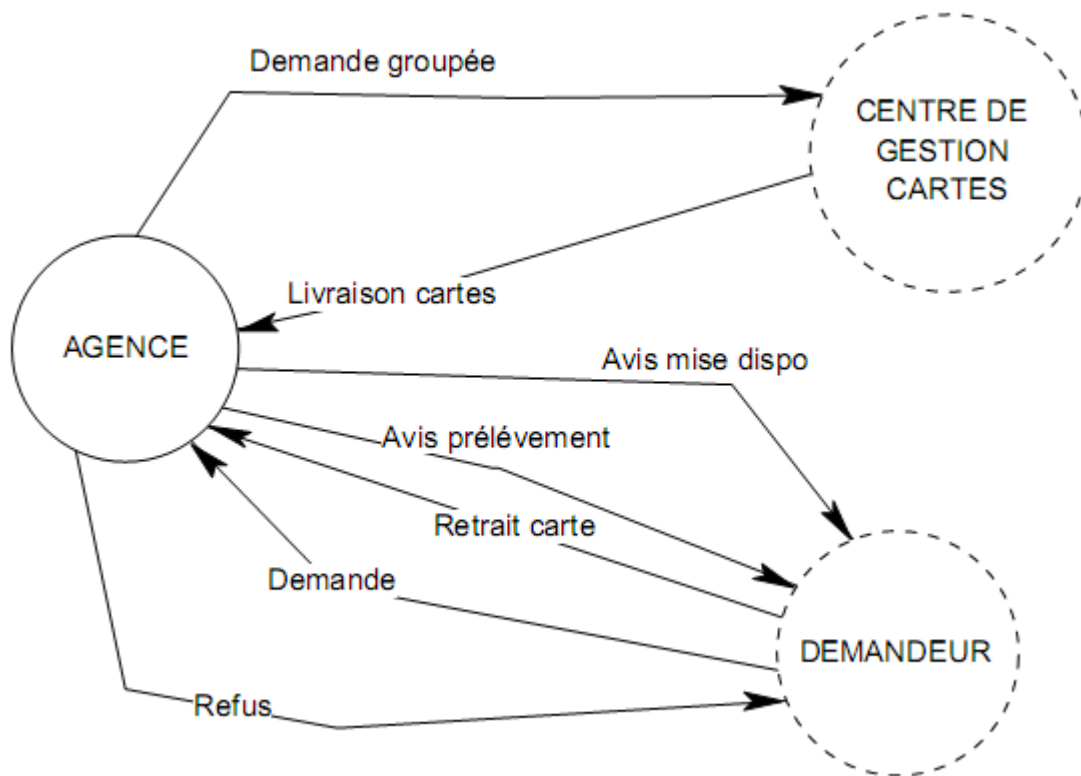 Demande groupée
CENTRE DE
GESTION
CARTES
Livraison cartes
AGENCE
Avis mise dispo
Avis prélévement
Retrait carte
Demande
DEMANDEUR
Refus